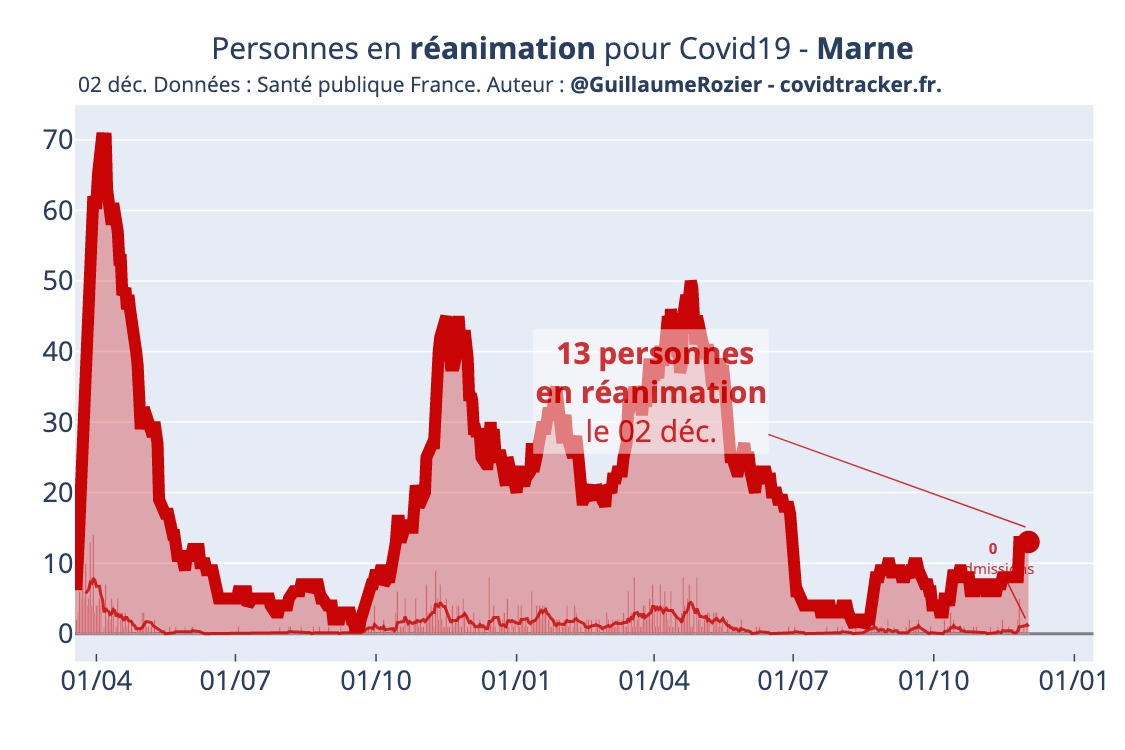 Personnes en réanimation pour Covid19 - Marne
02 déc. Données : Santé publique France. Auteur : @GuillaumeRozier - covidtracker.fr.
70
60
50
40
30
20
10
0
13 personnes
en réanimation
le 02 déc.
0
admissions
01/04
01/07
01/10
01/01
01/04
01/07
01/10
01/01